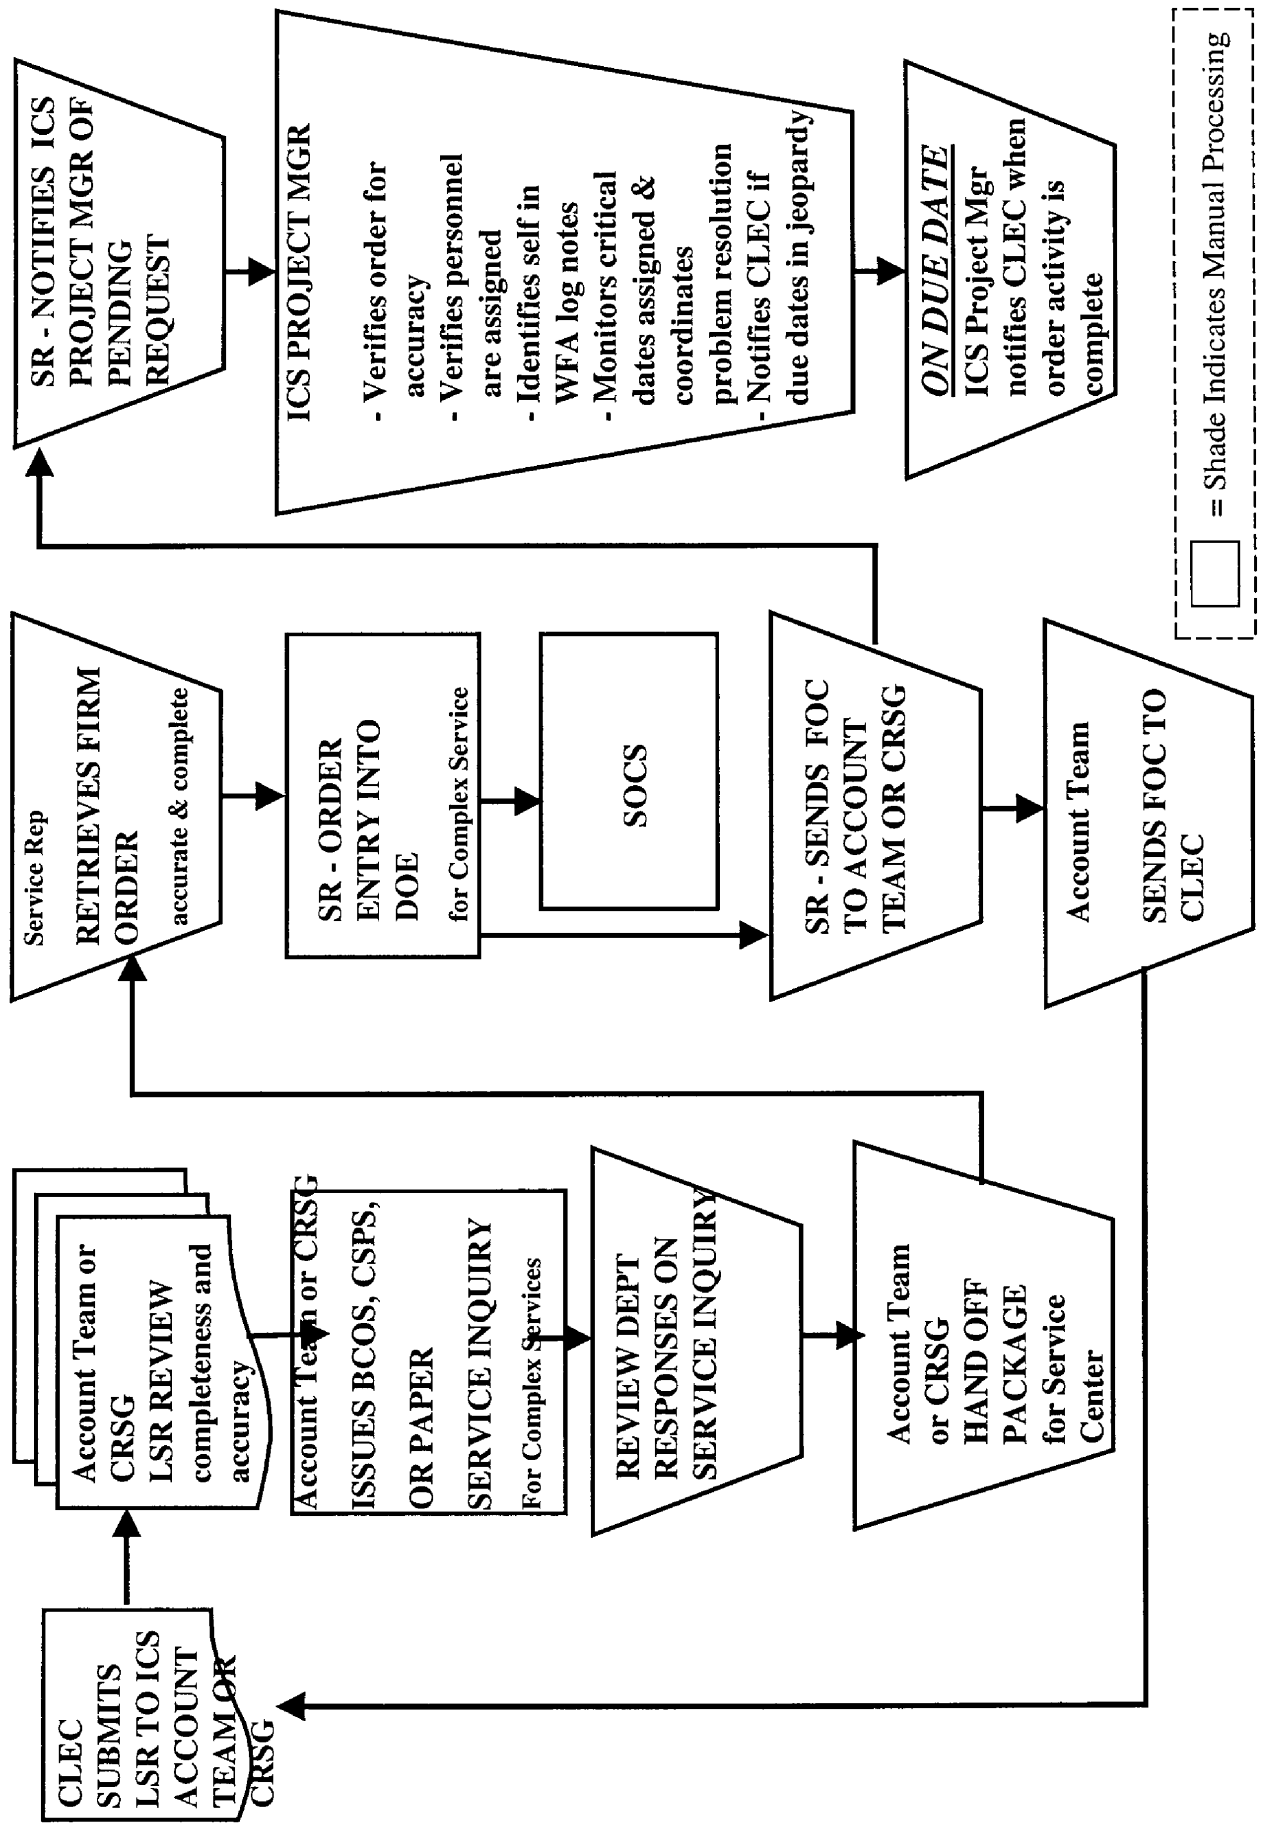 CLEC
SUBMITS
LSR TO ICS
ACCOUNT
TEAM OR
CRSG
Account Team or
CRSG
LSR REVIEW
completeness and
accuracy
Account Team or CRSG
ISSUES BCOS, CSPS,
OR PAPER
SERVICE INQUIRY
For Complex Services
REVIEW DEPT
RESPONSES ON
SERVICE INQUIRY
Account Team
or CRSG
HAND OFF
PACKAGE
for Service
Center
Service Rep
RETRIEVES FIRM
ORDER
accurate & complete
SR - ORDER
ENTRY INTO
DOE
for Complex Service
SOCS
SR - SENDS FOC
TO ACCOUNT
TEAM OR CRSG
Account Team
SENDS FOC TO
CLEC
SR - NOTIFIES ICS
PROJECT MGR OF
PENDING
REQUEST
ICS PROJECT MGR
- Verifies order for
accuracy
- Verifies personnel
are assigned
- Identifies self in
WFA log notes
- Monitors critical
dates assigned &
coordinates
problem resolution
- Notifies CLEC if
due dates in jeopardy
ON DUE DATE
ICS Project Mgr
notifies CLEC when
order activity is
complete
= Shade Indicates Manual Processing